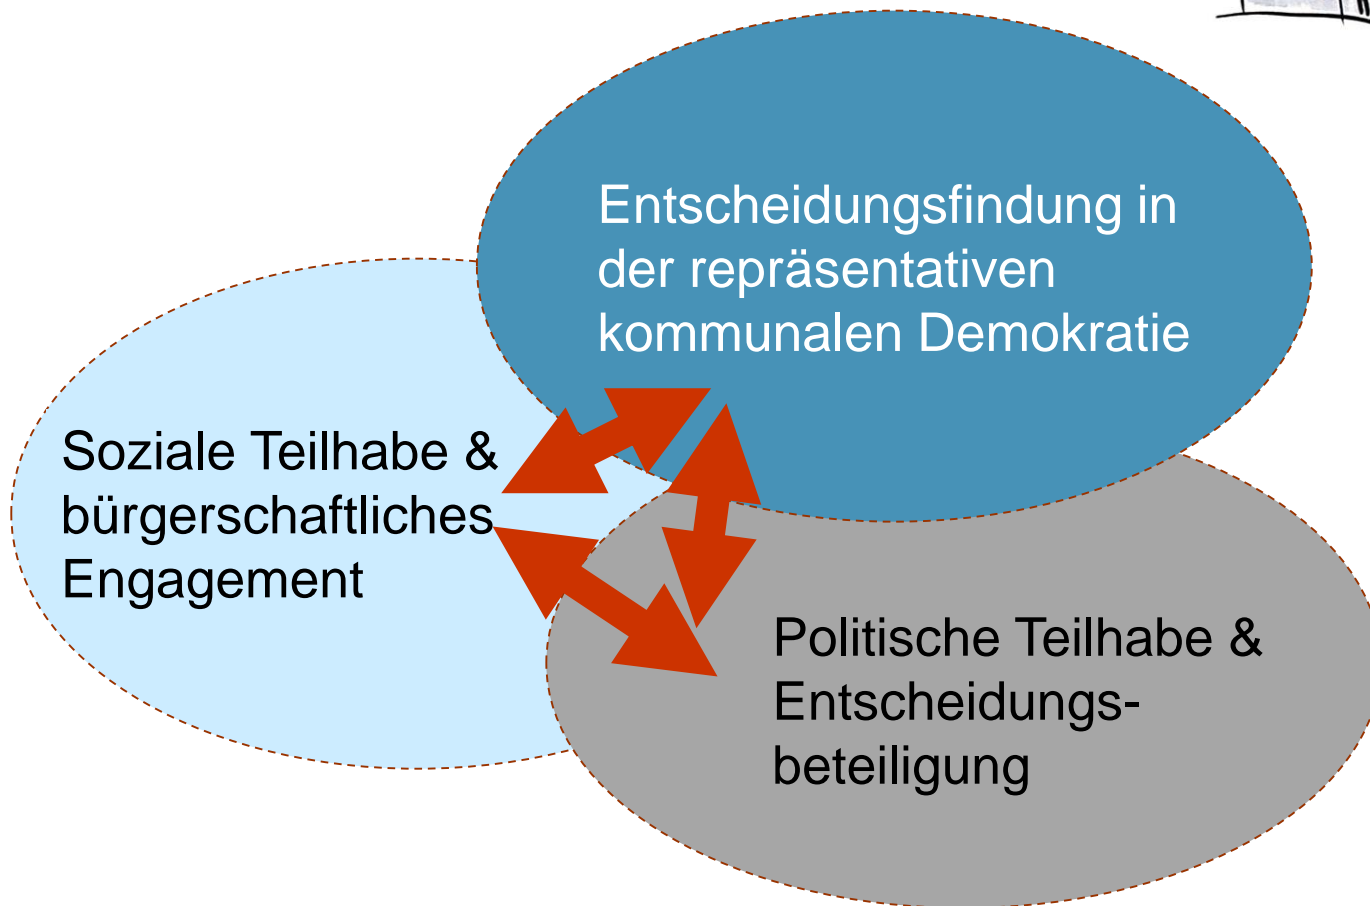 Entscheidungsfindung in
der repräsentativen
kommunalen Demokratie
Soziale Teilhabe &
bürgerschaftliches
Engagement
Politische Teilhabe &
Entscheidungs-
beteiligung